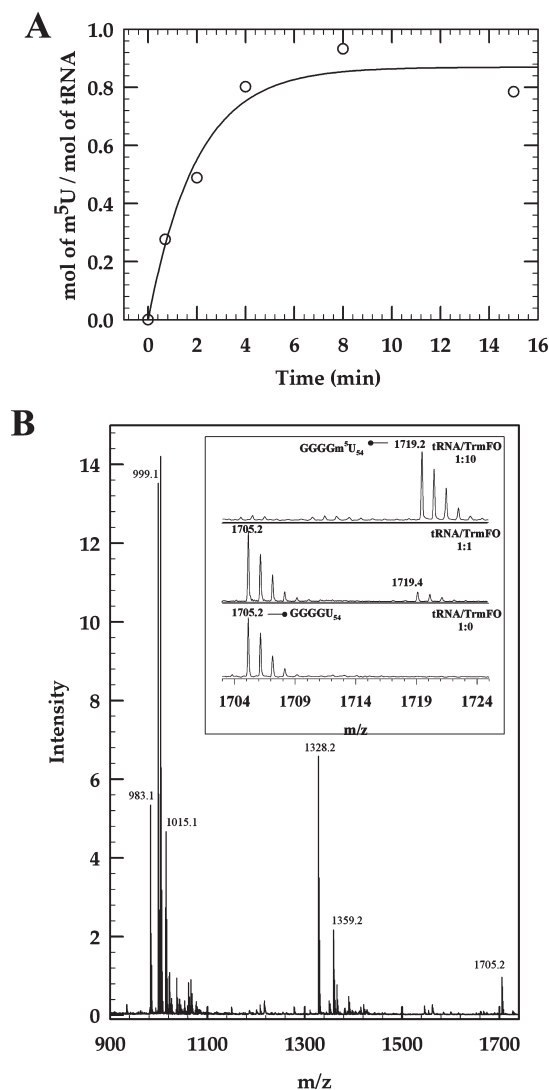 A
mol of m⁵U / mol of tRNA
1.0
0.8
0.6
0.4
0.2
0.0
0 2 4 6 8 10 12 14 16
Time (min)
B
Intensity
14
12
10
8
6
4
2
0
999.1
983.1
1015.1
1328.2
1359.2
1705.2
GGGGm⁵U₅₄
1719.2
tRNA/TrmFO
1:10
1705.2
tRNA/TrmFO
1:1
1719.4
1705.2
GGGGU₅₄
tRNA/TrmFO
1:0
1704 1709 1714 1719 1724
m/z
900 1100 1300 1500 1700
m/z